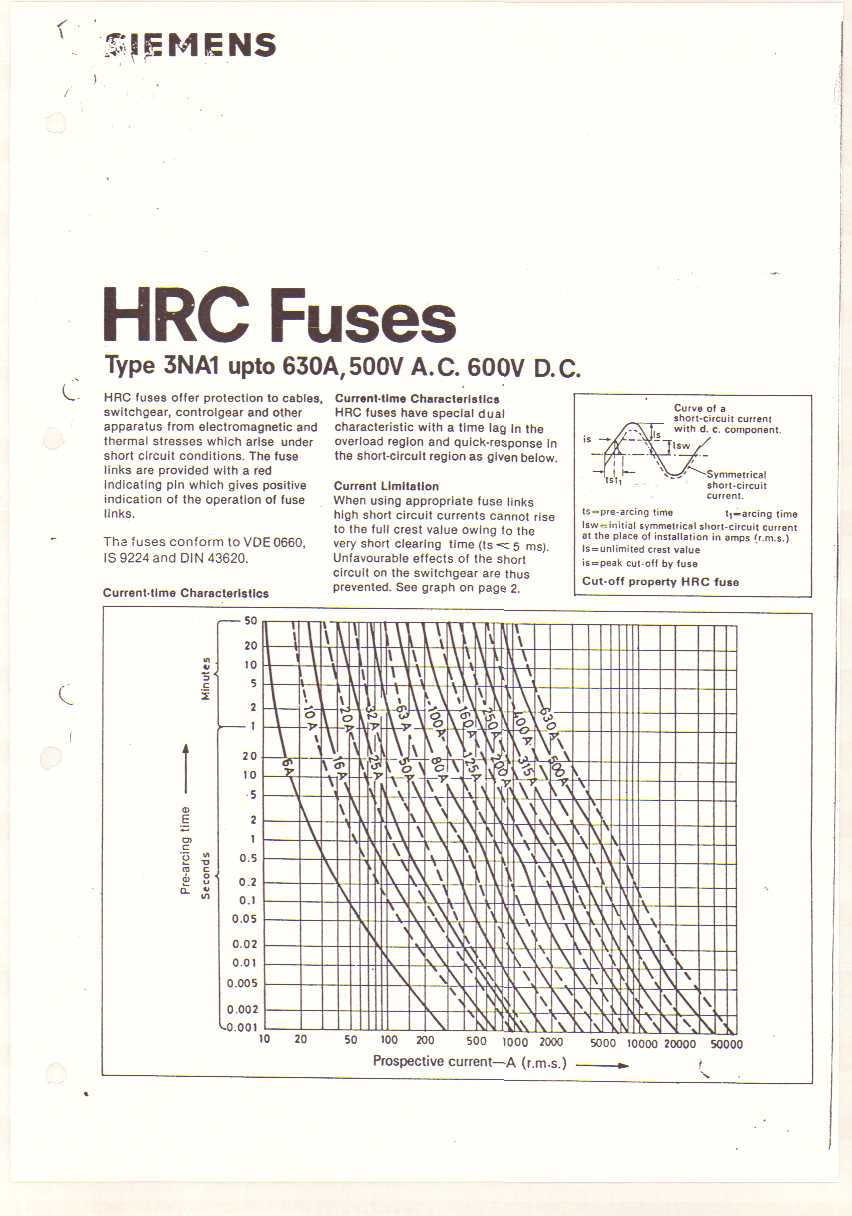 SIEMENS
HRC Fuses
Type 3NA1 upto 630A, 500V A.C. 600V D.C.
HRC fuses offer protection to cables,
switchgear, controlgear and other
apparatus from electromagnetic and
thermal stresses which arise under
short circuit conditions. The fuse
links are provided with a red
indicating pin which gives positive
indication of the operation of fuse
links.
The fuses conform to VDE 0660,
IS 9224 and DIN 43620.
Current-time Characteristics
HRC fuses have special dual
characteristic with a time lag in the
overload region and quick-response in
the short-circuit region as given below.
Current Limitation
When using appropriate fuse links
high short circuit currents cannot rise
to the full crest value owing to the
very short clearing time (ts < 5 ms).
Unfavourable effects of the short
circuit on the switchgear are thus
prevented. See graph on page 2.
Curve of a
short-circuit current
with d. c. component.
is
Is
Isw
ts t₁
Symmetrical
short-circuit
current.
ts=pre-arcing time t₁=arcing time
Isw=initial symmetrical short-circuit current
at the place of installation in amps (r.m.s.)
Is=unlimited crest value
is=peak cut-off by fuse
Cut-off property HRC fuse
Current-time Characteristics
Minutes
50
20
10
5
2
1
Pre-arcing time
Seconds
20
10
5
2
1
0.5
0.2
0.1
0.05
0.02
0.01
0.005
0.002
0.001
10A 20A 32A 63A 100A 160A 250A 400A 630A
6A 16A 25A 50A 80A 125A 200A 315A 500A
10 20 50 100 200 500 1000 2000 5000 10000 20000 50000
Prospective current—A (r.m.s.)